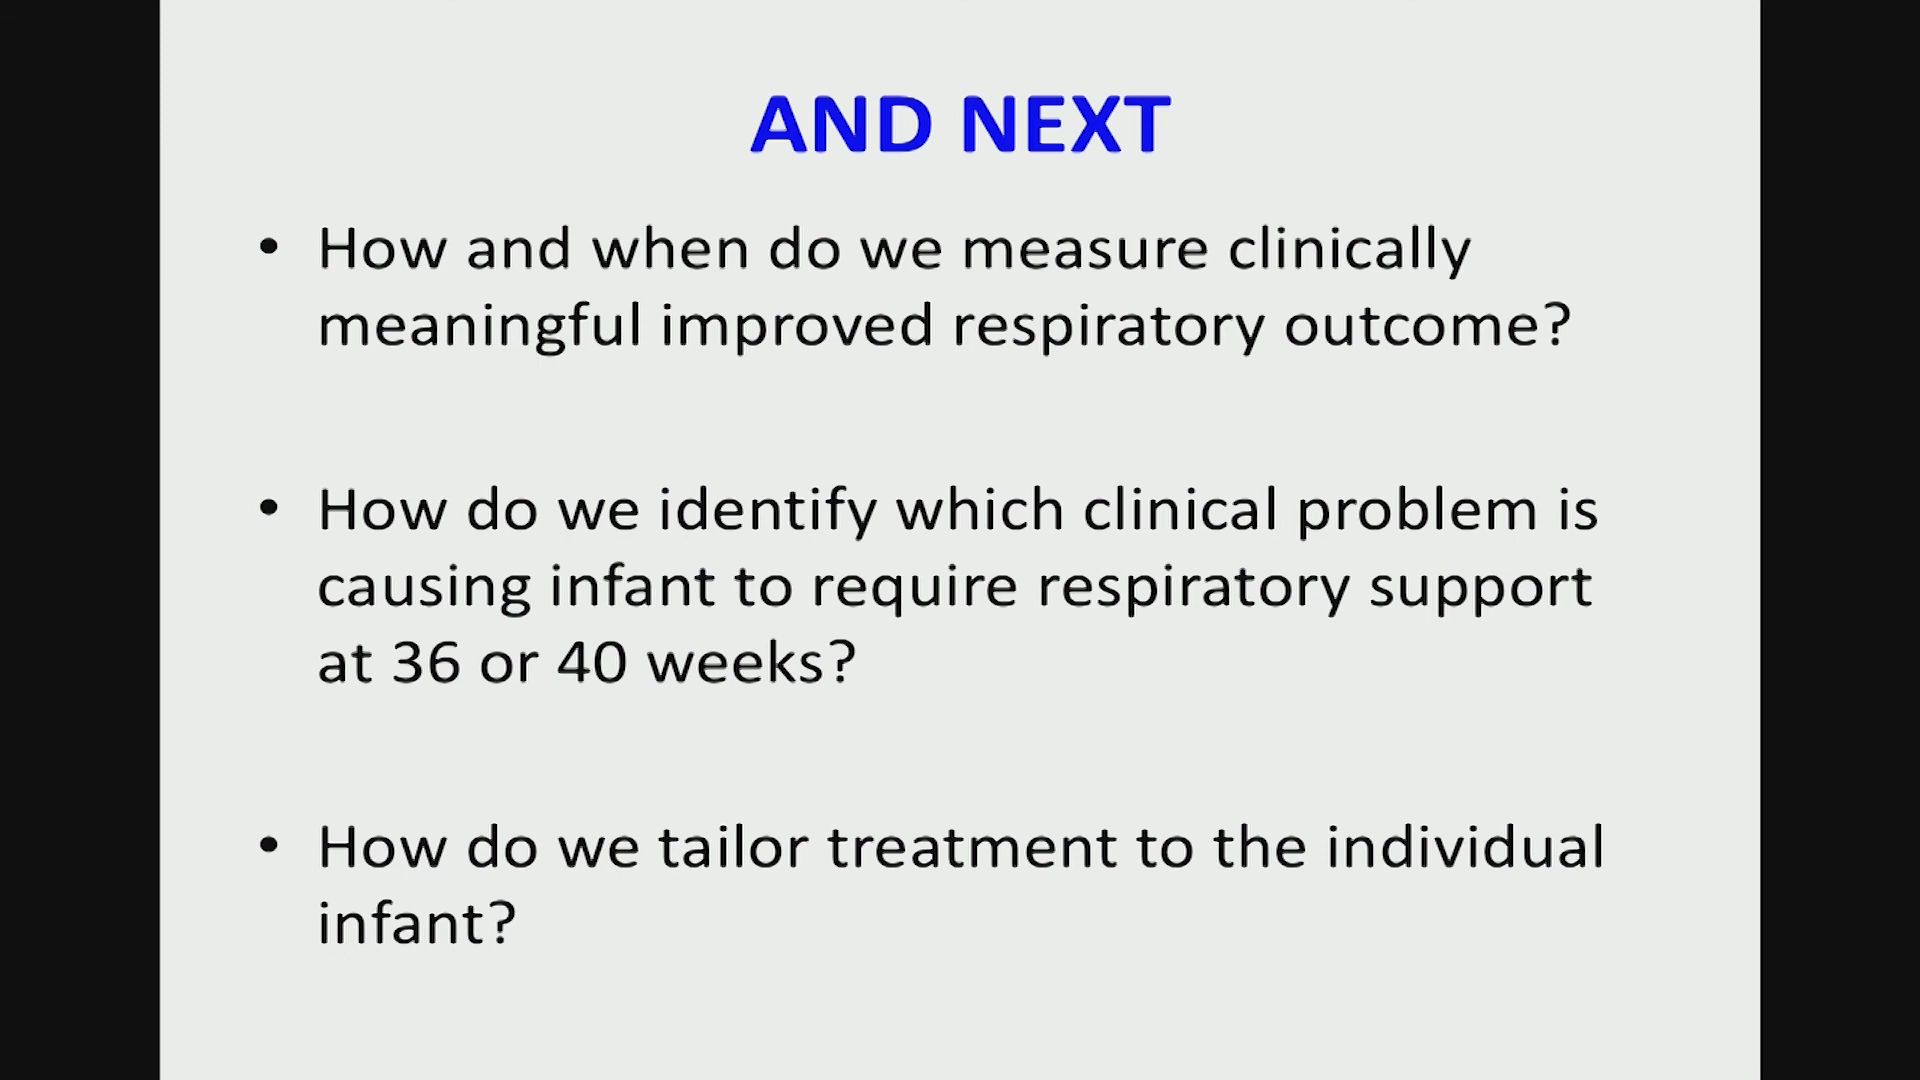 AND NEXT
• How and when do we measure clinically
meaningful improved respiratory outcome?
• How do we identify which clinical problem is
causing infant to require respiratory support
at 36 or 40 weeks?
• How do we tailor treatment to the individual
infant?